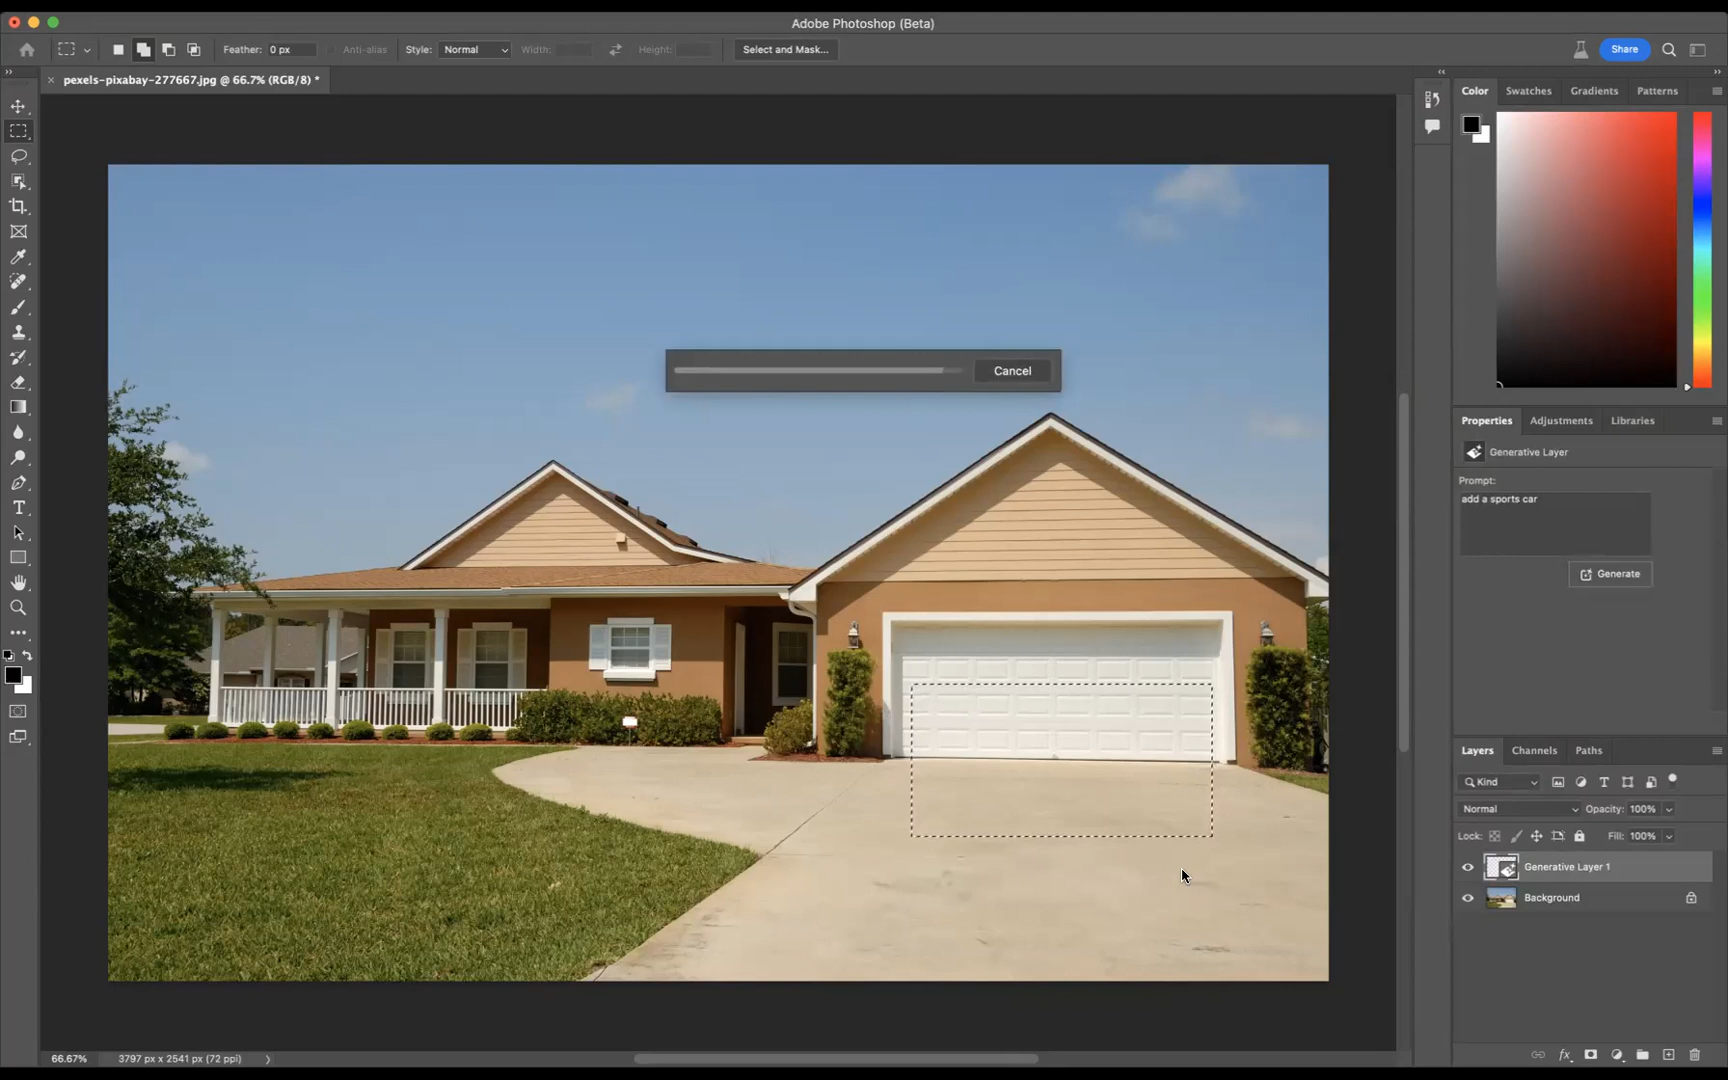 Adobe Photoshop (Beta)
Feather: 0 px Anti-alias Style: Normal Width: Height: Select and Mask... Share
pexels-pixabay-277667.jpg @ 66.7% (RGB/8) *
Color Swatches Gradients Patterns
Cancel
Properties Adjustments Libraries
Generative Layer
Prompt:
add a sports car
Generate
Layers Channels Paths
Kind
Normal Opacity: 100%
Lock: Fill: 100%
Generative Layer 1
Background
66.67% 3797 px x 2541 px (72 ppi)